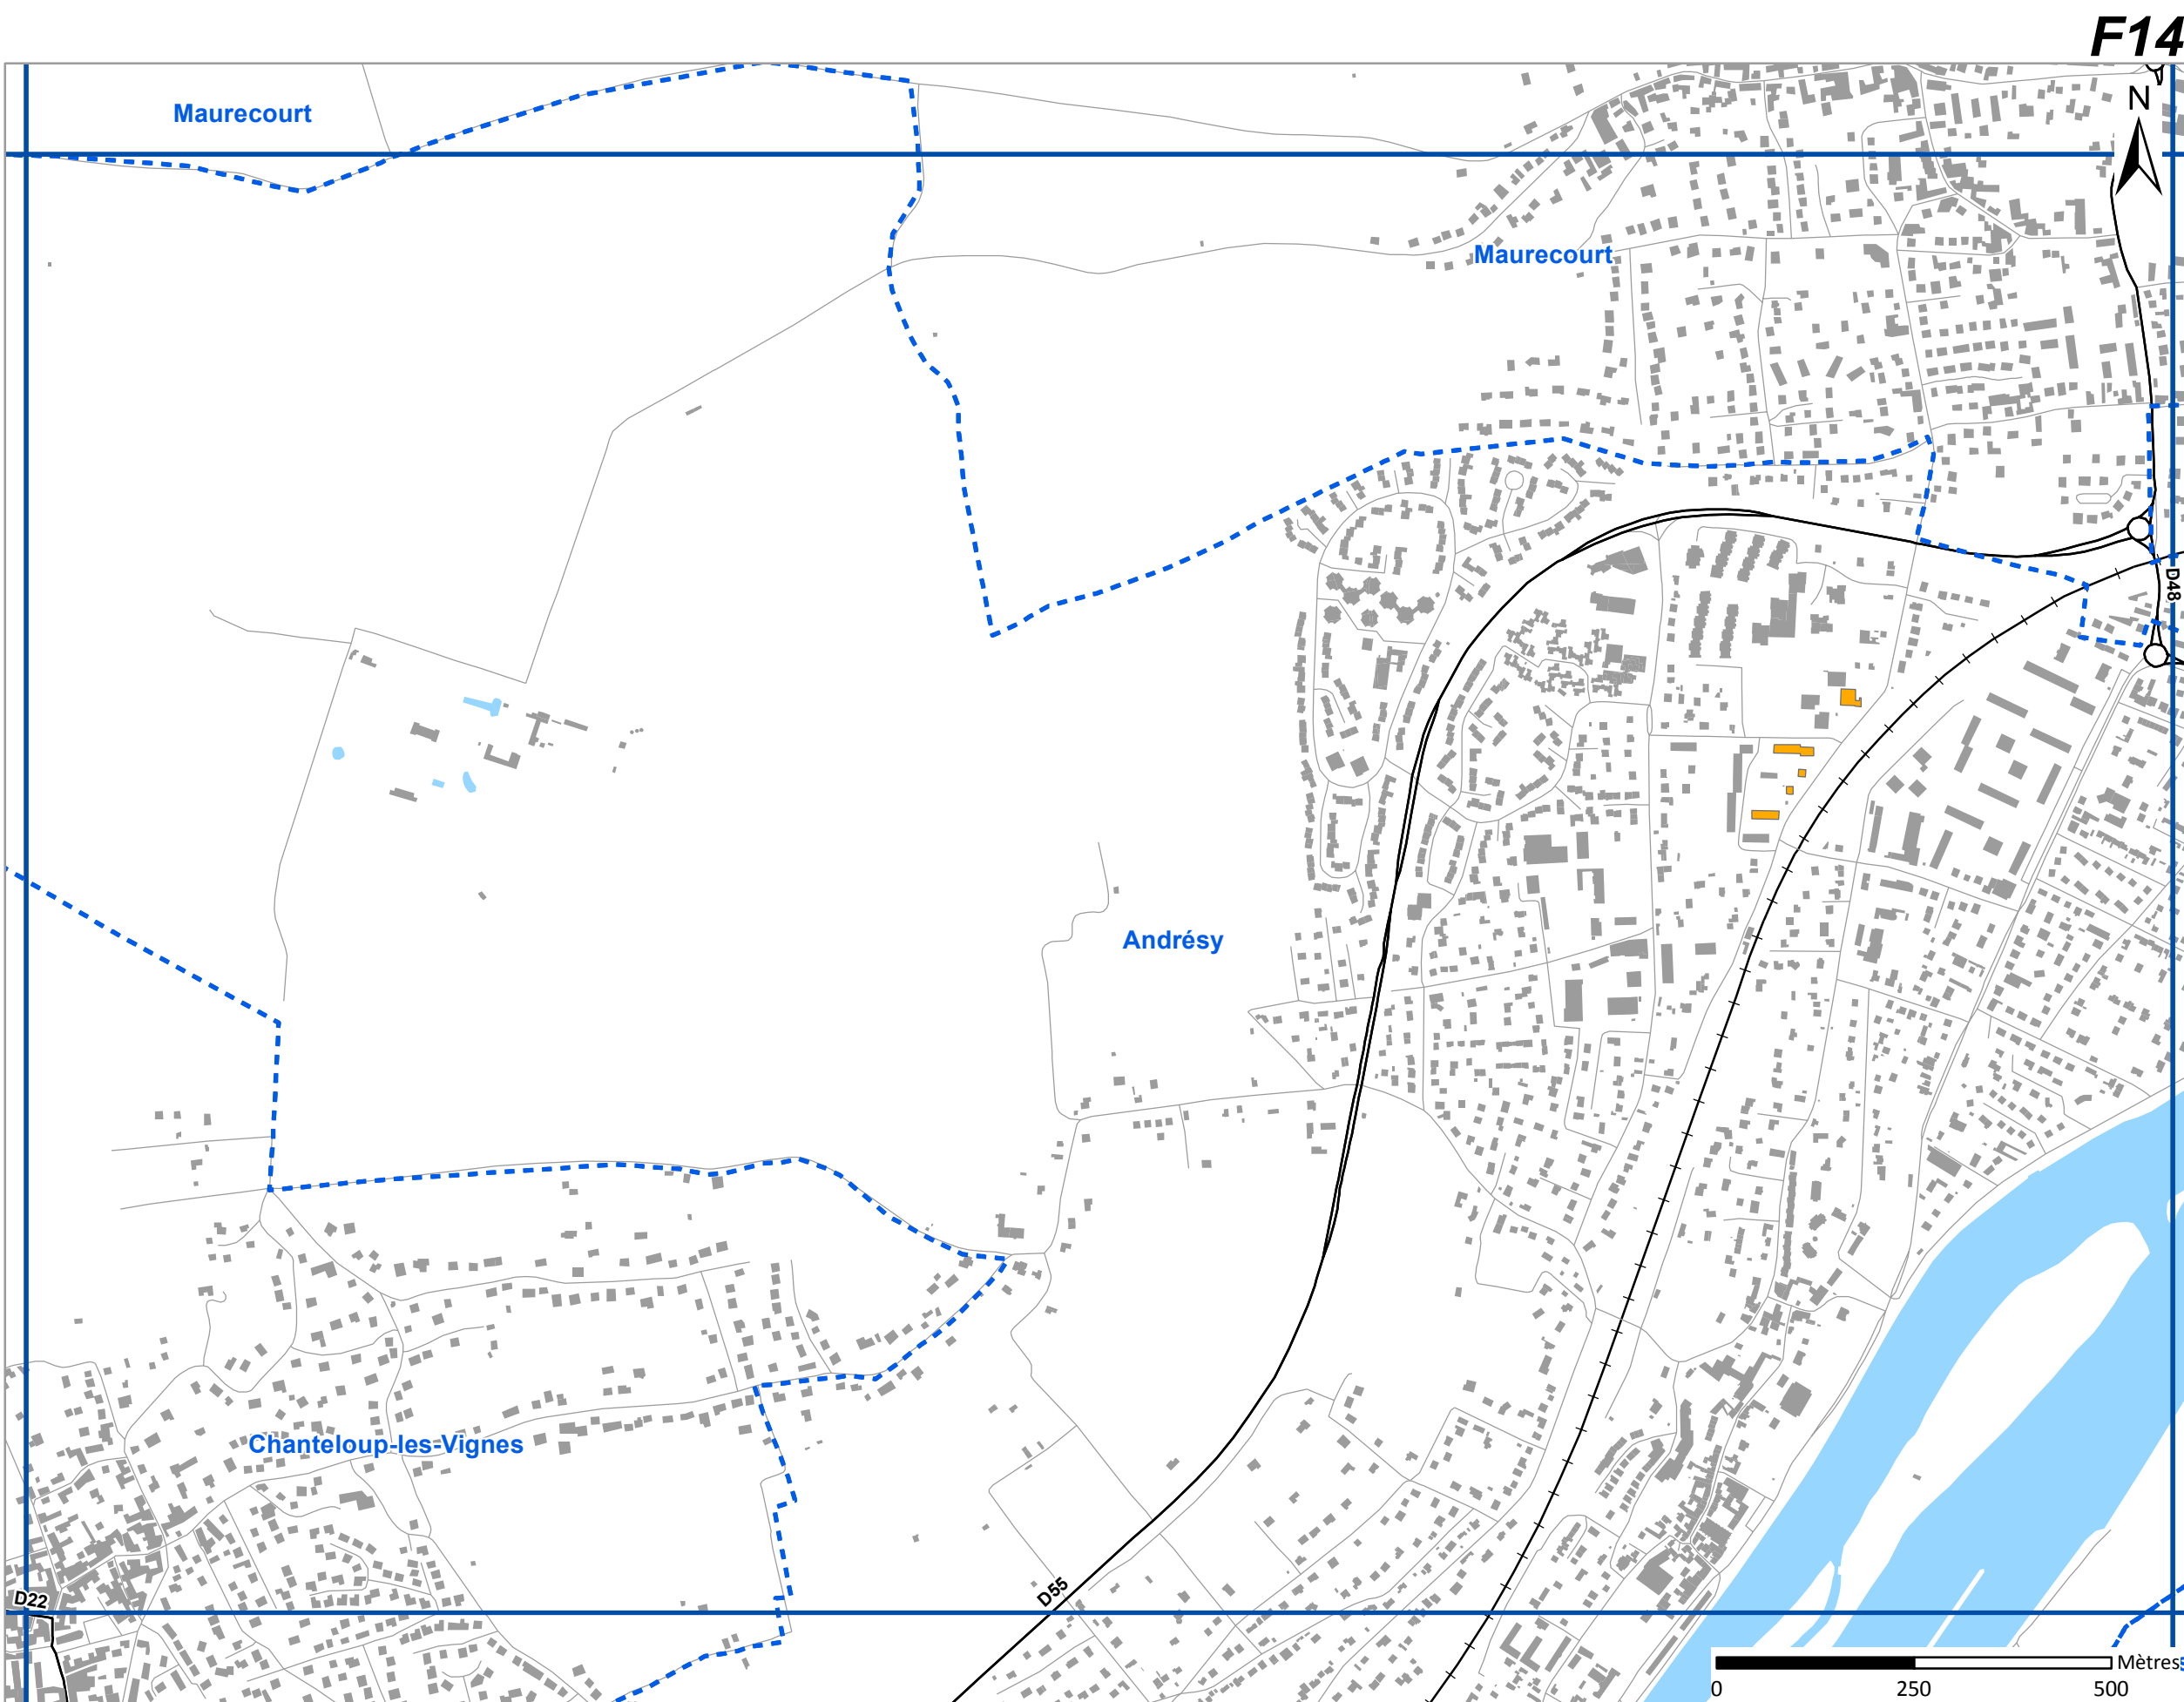 F14
N
Maurecourt
Maurecourt
D48
Andrésy
Chanteloup-les-Vignes
D22
D55
Mètres
0 250 500